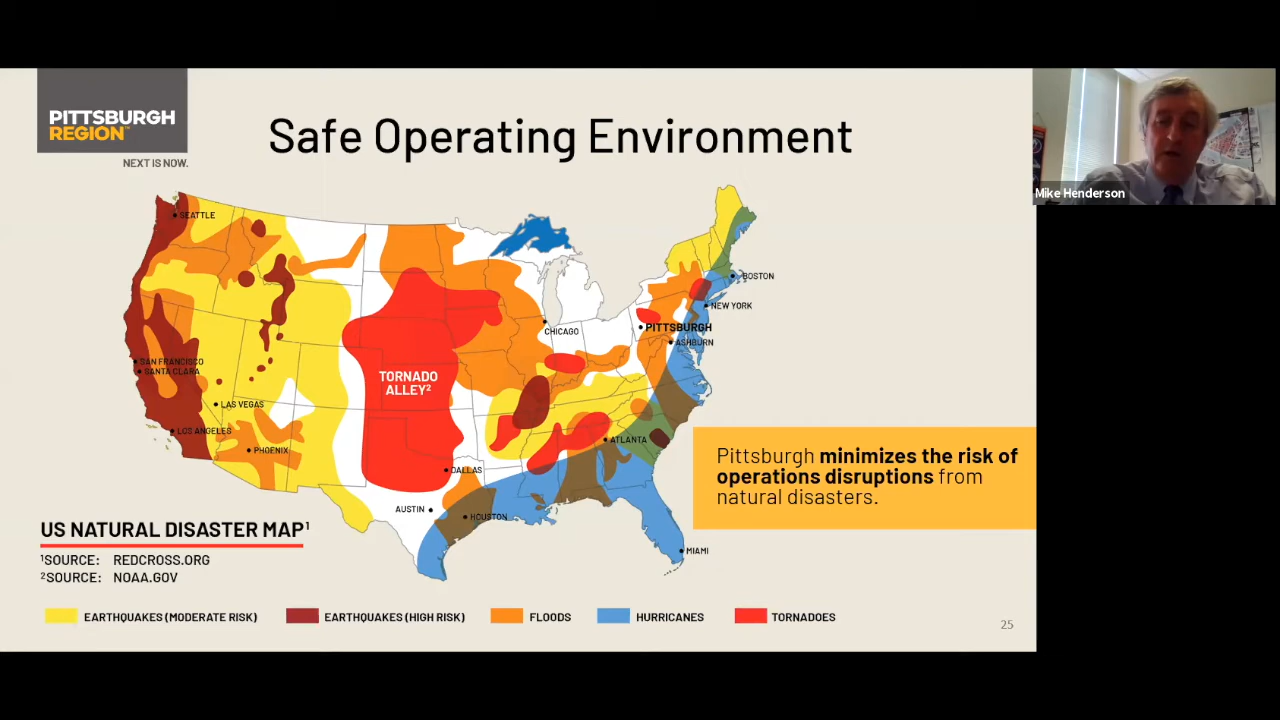 PITTSBURGH
REGION™
NEXT IS NOW.
Safe Operating Environment
Mike Henderson
SEATTLE
BOSTON
NEW YORK
CHICAGO
PITTSBURGH
ASHBURN
SAN FRANCISCO
SANTA CLARA
TORNADO
ALLEY²
LAS VEGAS
LOS ANGELES
PHOENIX
ATLANTA
DALLAS
AUSTIN
HOUSTON
MIAMI
Pittsburgh minimizes the risk of
operations disruptions from
natural disasters.
US NATURAL DISASTER MAP¹
¹SOURCE: REDCROSS.ORG
²SOURCE: NOAA.GOV
EARTHQUAKES (MODERATE RISK)
EARTHQUAKES (HIGH RISK)
FLOODS
HURRICANES
TORNADOES
25